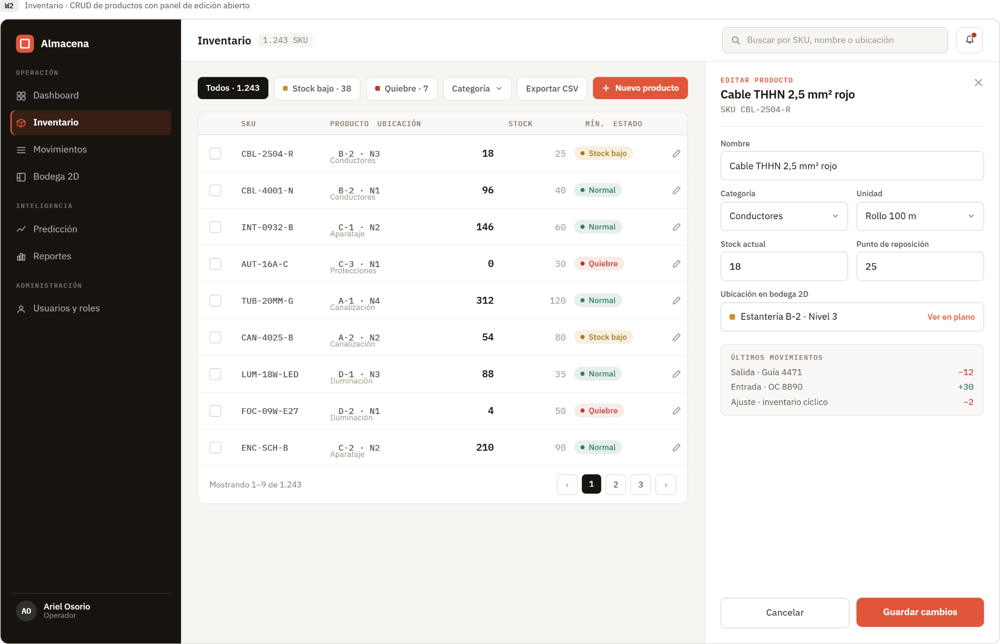 W2 Inventario · CRUD de productos con panel de edición abierto
Almacena
OPERACIÓN
Dashboard
Inventario
Movimientos
Bodega 2D
INTELIGENCIA
Predicción
Reportes
ADMINISTRACIÓN
Usuarios y roles
AO
Ariel Osorio
Operador
Inventario 1.243 SKU
Buscar por SKU, nombre o ubicación
Todos · 1.243 Stock bajo · 38 Quiebre · 7 Categoría Exportar CSV + Nuevo producto
SKU PRODUCTO UBICACIÓN STOCK MÍN. ESTADO
CBL-2504-R B-2 · N3 18 25 Stock bajo
Conductores
CBL-4001-N B-2 · N1 96 40 Normal
Conductores
INT-0932-B C-1 · N2 146 60 Normal
Aparataje
AUT-16A-C C-3 · N1 0 30 Quiebre
Protecciones
TUB-20MM-G A-1 · N4 312 120 Normal
Canalización
CAN-4025-B A-2 · N2 54 80 Stock bajo
Canalización
LUM-18W-LED D-1 · N3 88 35 Normal
Iluminación
FOC-09W-E27 D-2 · N1 4 50 Quiebre
Iluminación
ENC-SCH-B C-2 · N2 210 90 Normal
Aparataje
Mostrando 1–9 de 1.243 ‹ 1 2 3 ›
EDITAR PRODUCTO
Cable THHN 2,5 mm² rojo
SKU CBL-2504-R
Nombre
Cable THHN 2,5 mm² rojo
Categoría Unidad
Conductores Rollo 100 m
Stock actual Punto de reposición
18 25
Ubicación en bodega 2D
Estantería B-2 · Nivel 3 Ver en plano
ÚLTIMOS MOVIMIENTOS
Salida · Guía 4471 −12
Entrada · OC 8890 +30
Ajuste · inventario cíclico −2
Cancelar Guardar cambios